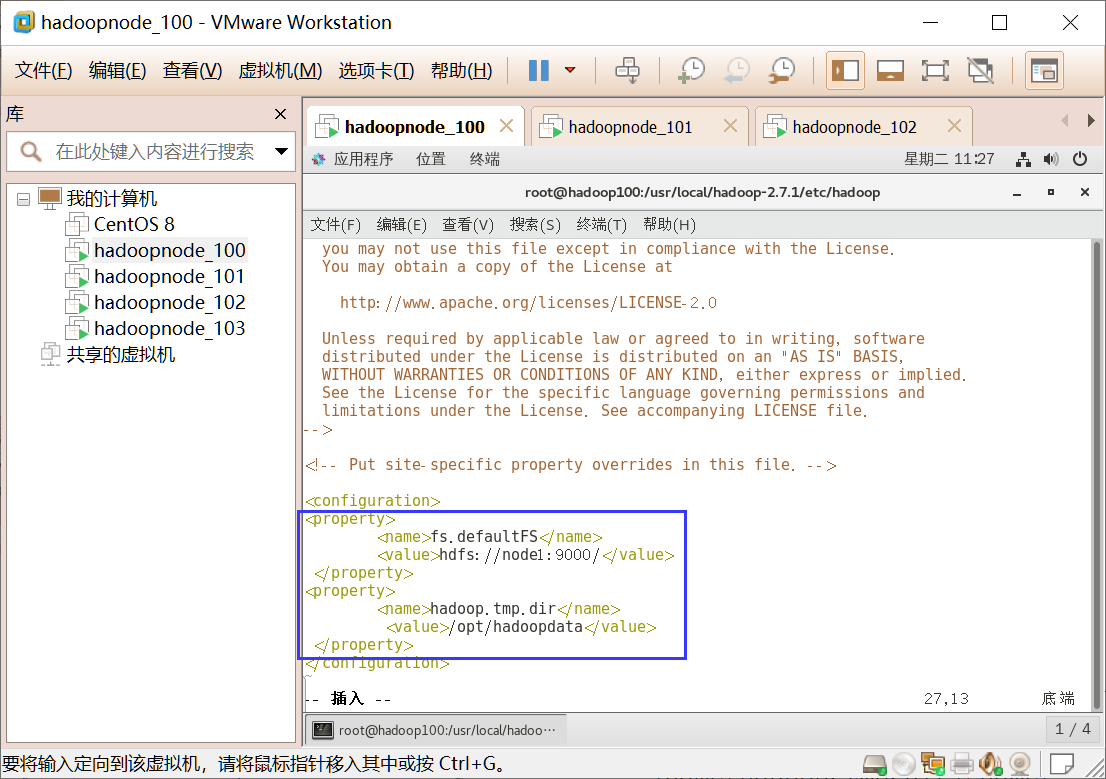 hadoopnode_100 - VMware Workstation
文件(F) 编辑(E) 查看(V) 虚拟机(M) 选项卡(T) 帮助(H)
库
在此处键入内容进行搜索
我的计算机
CentOS 8
hadoopnode_100
hadoopnode_101
hadoopnode_102
hadoopnode_103
共享的虚拟机
hadoopnode_100 hadoopnode_101 hadoopnode_102
应用程序 位置 终端 星期二 11:27
root@hadoop100:/usr/local/hadoop-2.7.1/etc/hadoop
文件(F) 编辑(E) 查看(V) 搜索(S) 终端(T) 帮助(H)
you may not use this file except in compliance with the License.
You may obtain a copy of the License at
http://www.apache.org/licenses/LICENSE-2.0
Unless required by applicable law or agreed to in writing, software
distributed under the License is distributed on an "AS IS" BASIS,
WITHOUT WARRANTIES OR CONDITIONS OF ANY KIND, either express or implied.
See the License for the specific language governing permissions and
limitations under the License. See accompanying LICENSE file.
-->
<!-- Put site-specific property overrides in this file. -->
<configuration>
<property>
<name>fs.defaultFS</name>
<value>hdfs://node1:9000/</value>
</property>
<property>
<name>hadoop.tmp.dir</name>
<value>/opt/hadoopdata</value>
</property>
</configuration>
-- 插入 -- 27,13 底端
root@hadoop100:/usr/local/hadoo… 1 / 4
要将输入定向到该虚拟机，请将鼠标指针移入其中或按 Ctrl+G。